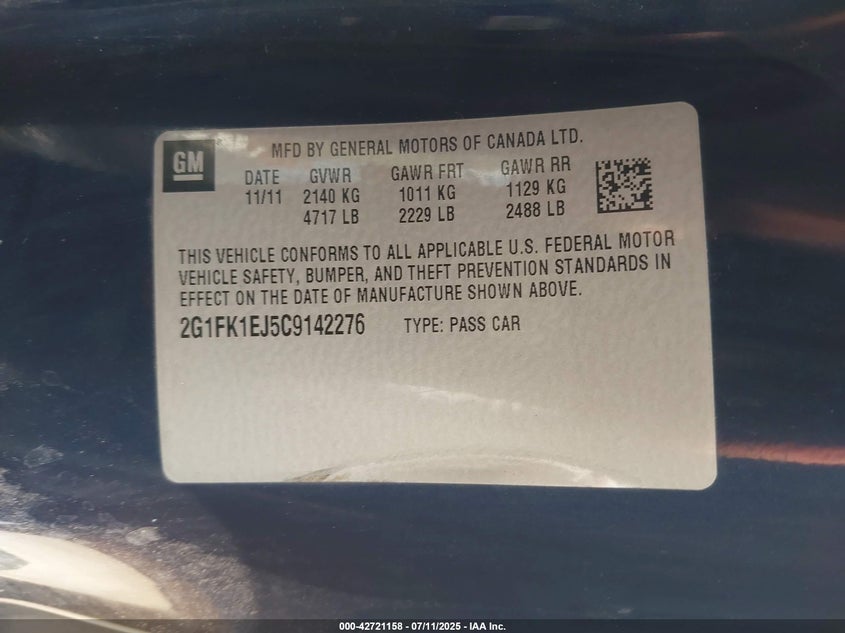 GM
MFD BY GENERAL MOTORS OF CANADA LTD.
DATE GVWR GAWR FRT GAWR RR
11/11 2140 KG 1011 KG 1129 KG
4717 LB 2229 LB 2488 LB
THIS VEHICLE CONFORMS TO ALL APPLICABLE U.S. FEDERAL MOTOR
VEHICLE SAFETY, BUMPER, AND THEFT PREVENTION STANDARDS IN
EFFECT ON THE DATE OF MANUFACTURE SHOWN ABOVE.
2G1FK1EJ5C9142276 TYPE: PASS CAR
000-42721158 - 07/11/2025 - IAA Inc.